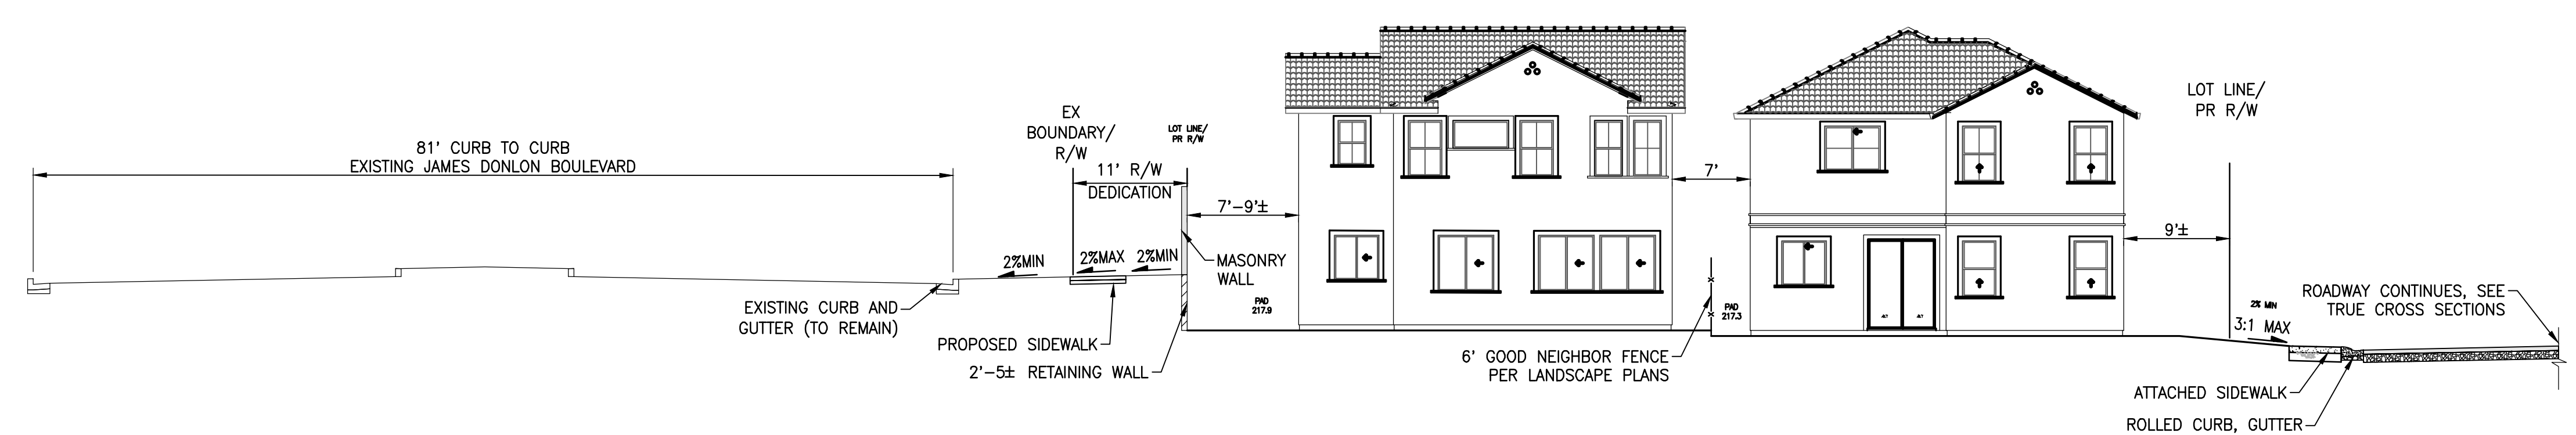 81' CURB TO CURB
EXISTING JAMES DONLON BOULEVARD
EX
BOUNDARY/
R/W
LOT LINE/
PR R/W
11' R/W
DEDICATION
7'-9'±
2%MIN
2%MAX
2%MIN
MASONRY
WALL
EXISTING CURB AND
GUTTER (TO REMAIN)
PROPOSED SIDEWALK
2'-5± RETAINING WALL
PAD
217.9
7'
6' GOOD NEIGHBOR FENCE
PER LANDSCAPE PLANS
PAD
217.3
LOT LINE/
PR R/W
9'±
2% MIN
3:1 MAX
ROADWAY CONTINUES, SEE
TRUE CROSS SECTIONS
ATTACHED SIDEWALK
ROLLED CURB, GUTTER